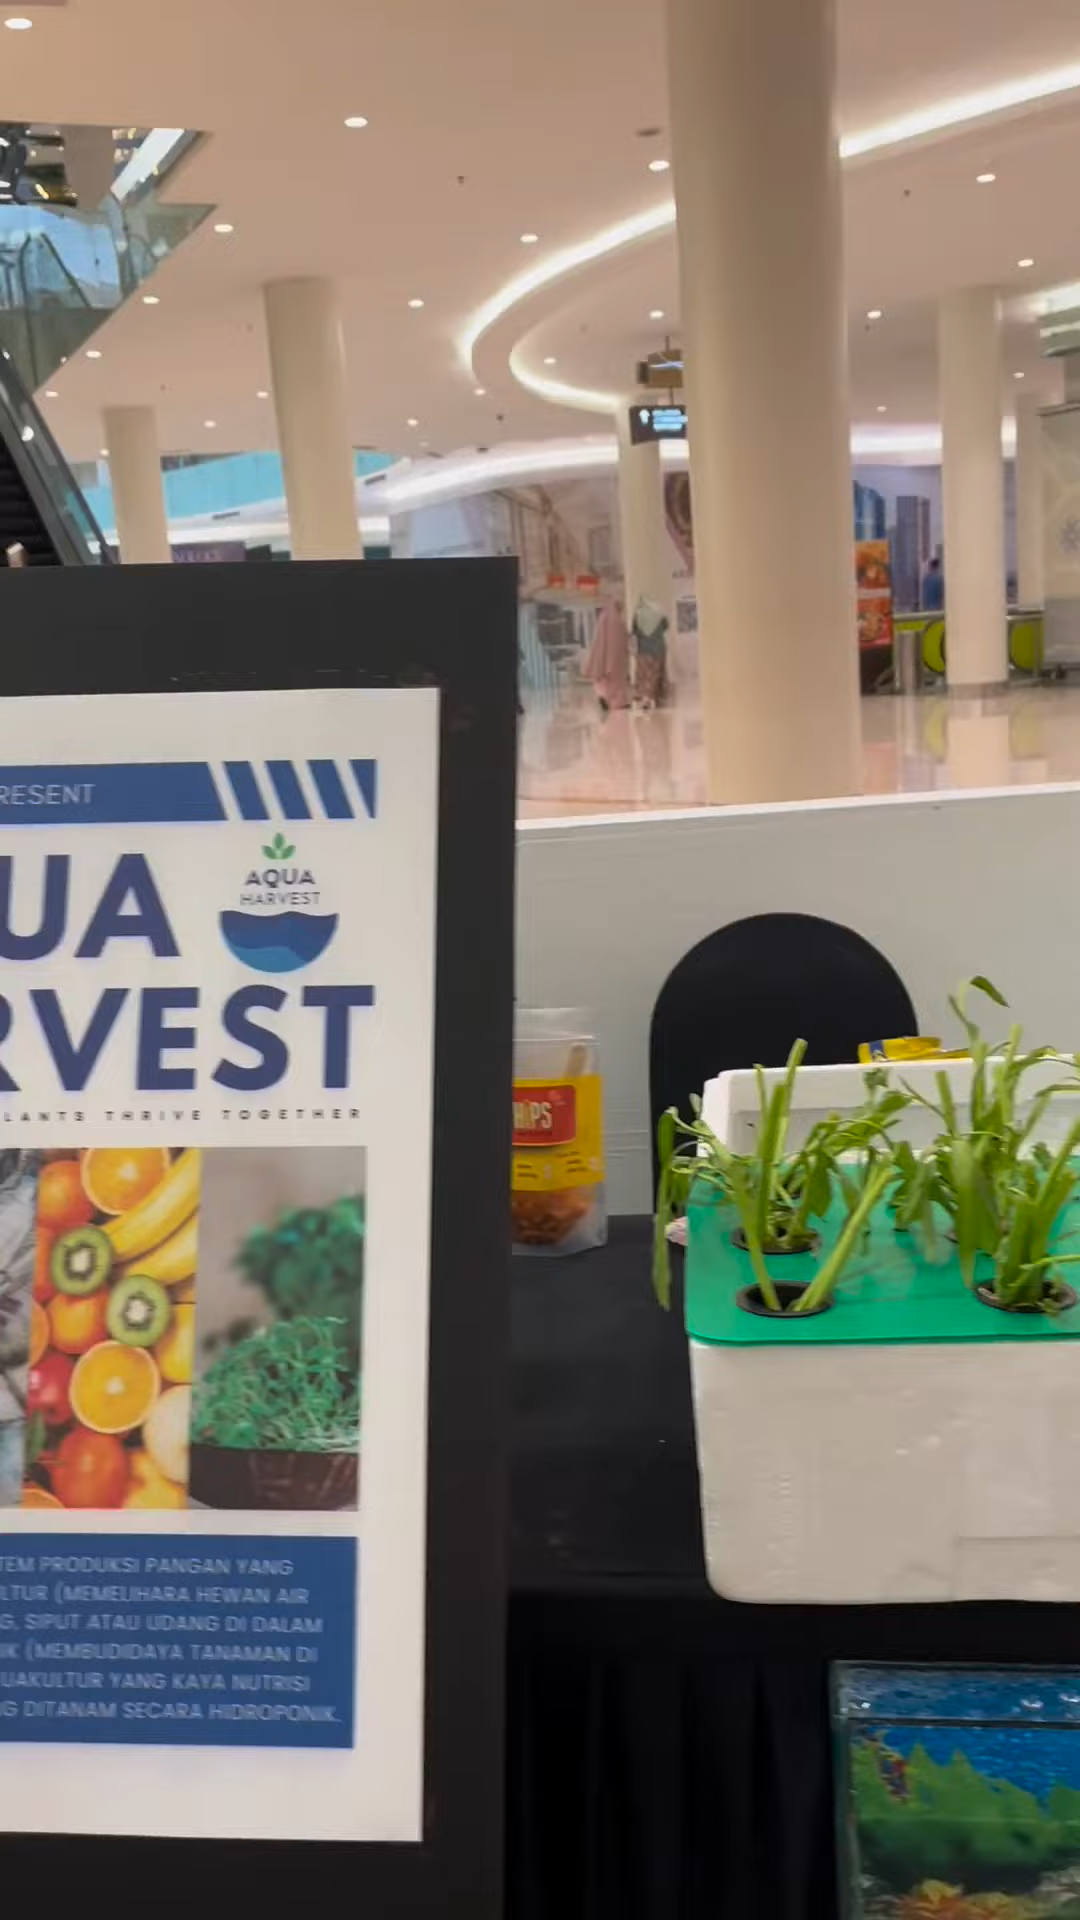 RESENT
UA
AQUA
HARVEST
RVEST
LANTS THRIVE TOGETHER
TEM PRODUKSI PANGAN YANG
LTUR (MEMELIHARA HEWAN AIR
G, SIPUT ATAU UDANG DI DALAM
IK (MEMBUDIDAYA TANAMAN DI
UAKULTUR YANG KAYA NUTRISI
G DITANAM SECARA HIDROPONIK.
HIPS